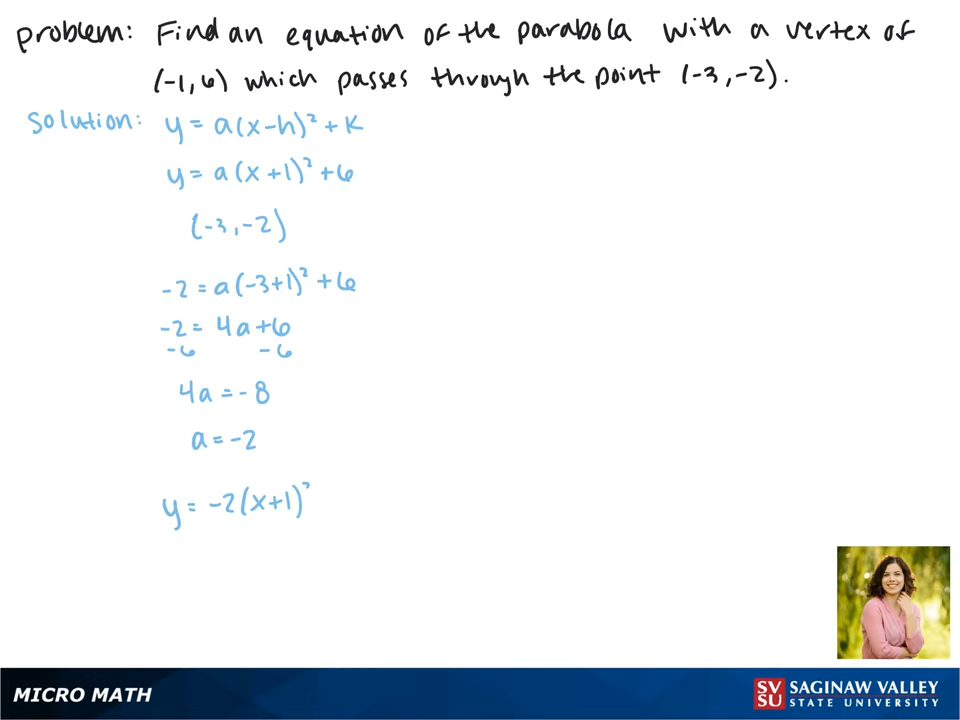 problem: Find an equation of the parabola with a vertex of
(-1,6) which passes through the point (-3,-2).
Solution: y = a(x-h)² + k
y = a(x+1)² + 6
(-3,-2)
-2 = a(-3+1)² + 6
-2 = 4a+6
-6 -6
4a = -8
a = -2
y = -2(x+1)²
MICRO MATH
SV SU SAGINAW VALLEY
STATE UNIVERSITY